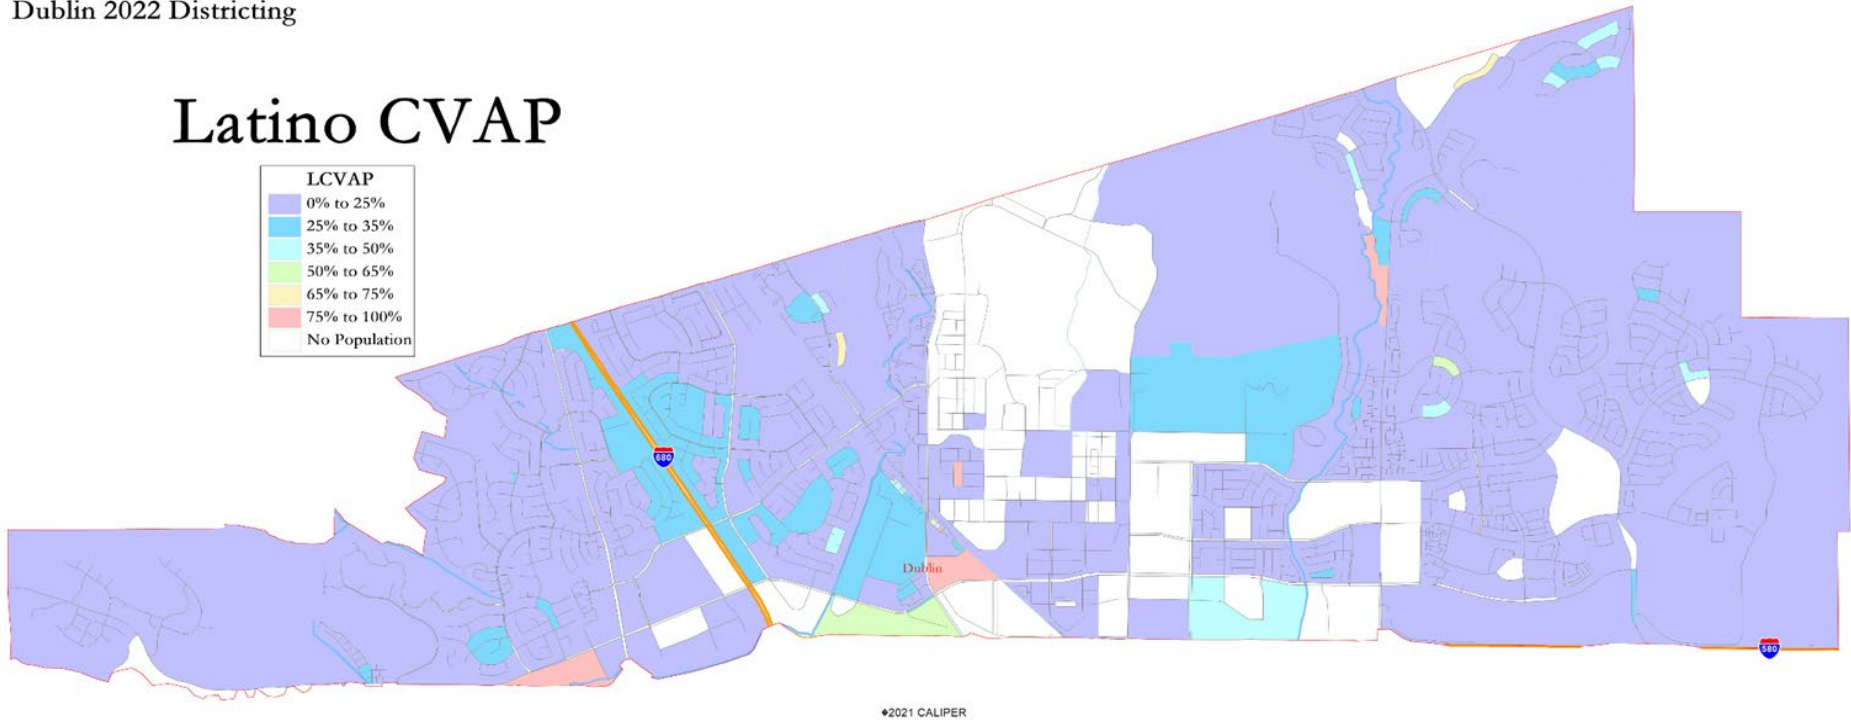 Dublin 2022 Districting
Latino CVAP
LCVAP
0% to 25%
25% to 35%
35% to 50%
50% to 65%
65% to 75%
75% to 100%
No Population
680
Dublin
580
�2021 CALIPER